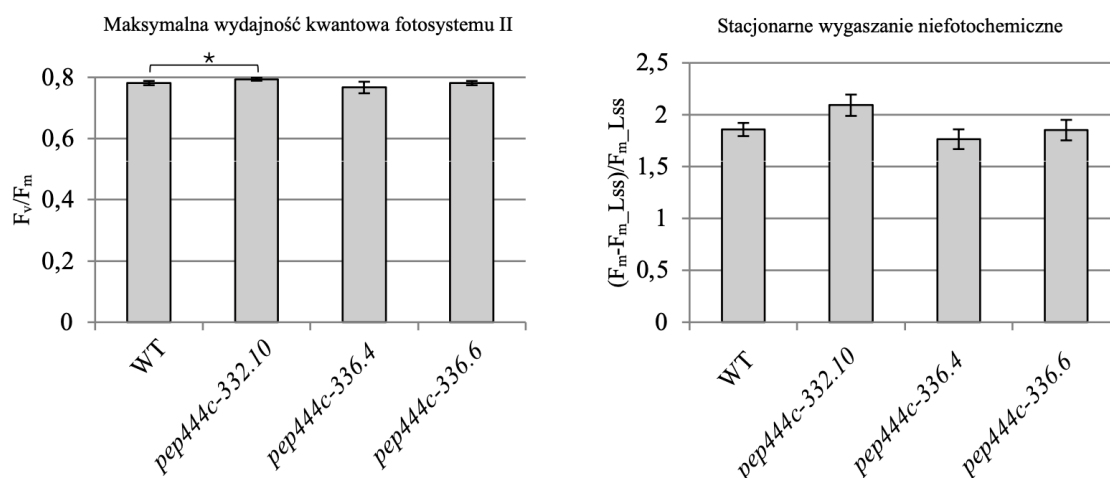 Maksymalna wydajność kwantowa fotosystemu II
*
0,8
0,6
0,4
0,2
0
Fv/Fm
WT
pep444c-332.10
pep444c-336.4
pep444c-336.6
Stacjonarne wygaszanie niefotochemiczne
2,5
2
1,5
1
0,5
0
(Fm-Fm_Lss)/Fm_Lss
WT
pep444c-332.10
pep444c-336.4
pep444c-336.6